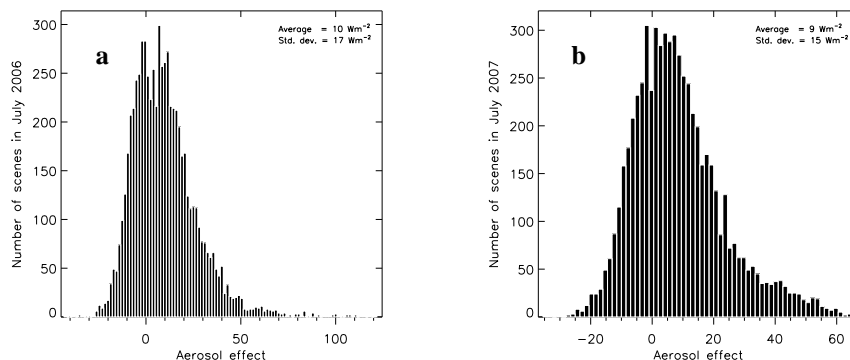 300
250
200
150
100
50
0
0
50
100
Number of scenes in July 2006
Aerosol effect
a
Average = 10 Wm⁻²
Std. dev. = 17 Wm⁻²
300
250
200
150
100
50
0
−20
0
20
40
60
Number of scenes in July 2007
Aerosol effect
b
Average = 9 Wm⁻²
Std. dev. = 15 Wm⁻²